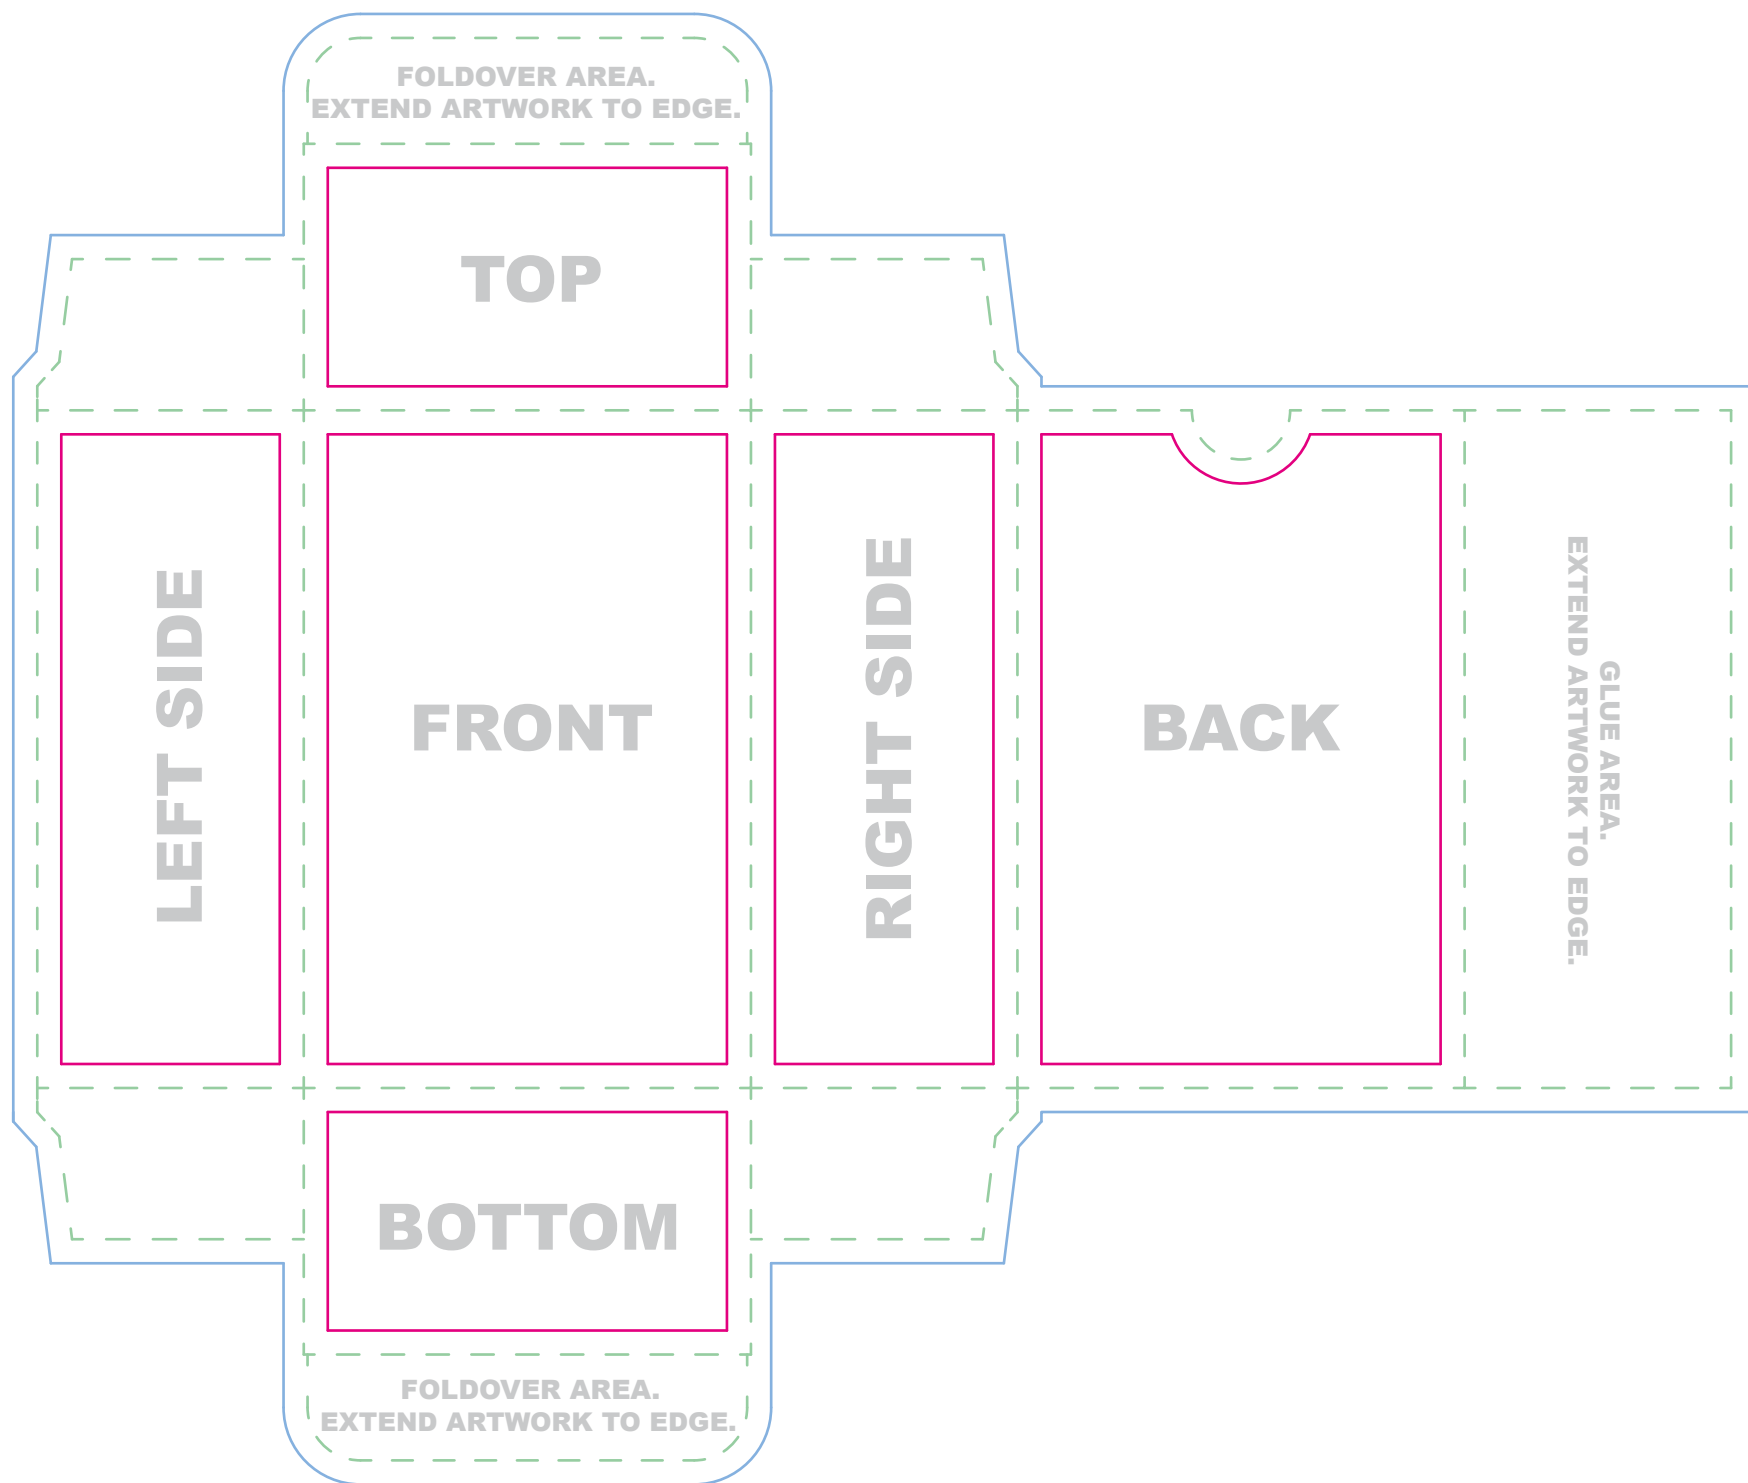 FOLDOVER AREA.
EXTEND ARTWORK TO EDGE.
TOP
LEFT SIDE
FRONT
RIGHT SIDE
BACK
GLUE AREA.
EXTEND ARTWORK TO EDGE.
BOTTOM
FOLDOVER AREA.
EXTEND ARTWORK TO EDGE.